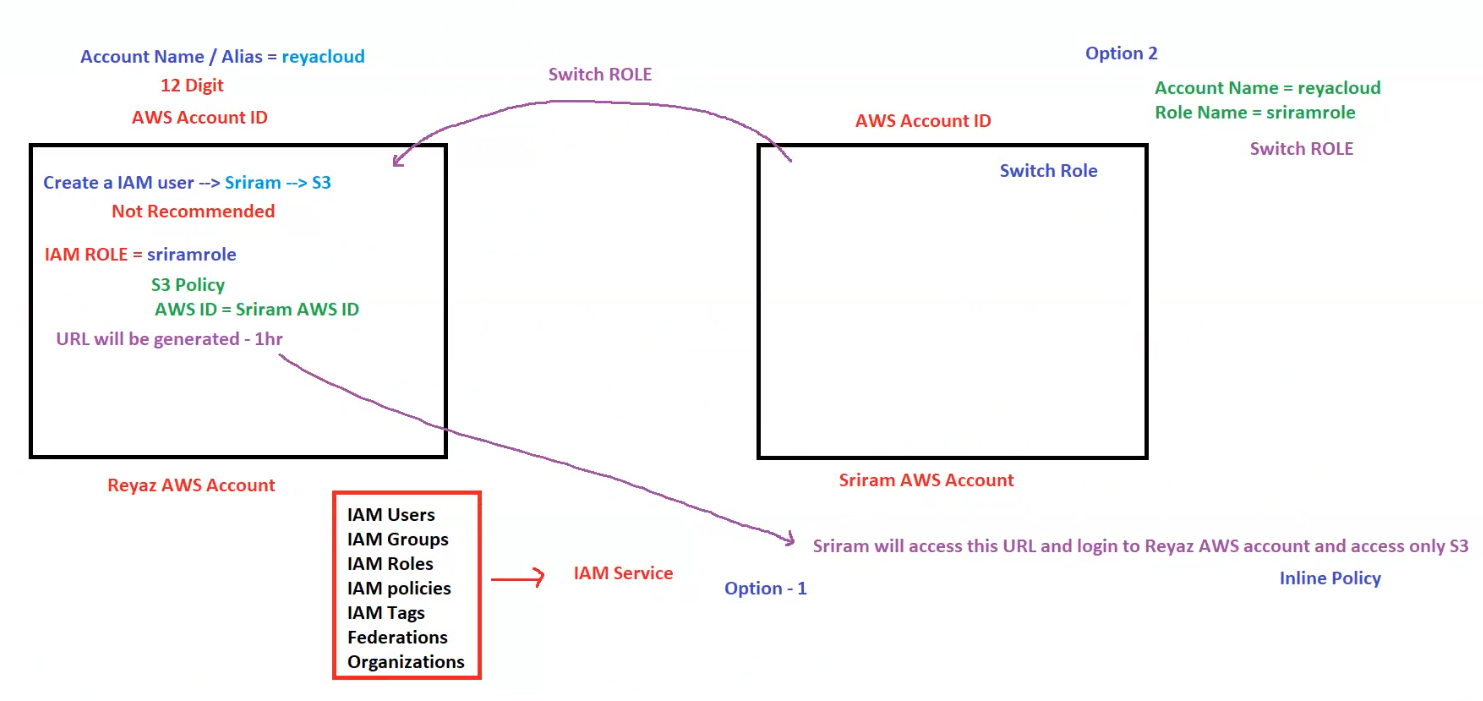 Account Name / Alias = reyacloud
12 Digit
AWS Account ID
Create a IAM user --> Sriram --> S3
Not Recommended
IAM ROLE = sriramrole
S3 Policy
AWS ID = Sriram AWS ID
URL will be generated - 1hr
Reyaz AWS Account
Switch ROLE
Option 2
Account Name = reyacloud
Role Name = sriramrole
Switch ROLE
AWS Account ID
Switch Role
Sriram AWS Account
IAM Users
IAM Groups
IAM Roles
IAM policies
IAM Tags
Federations
Organizations
IAM Service
Sriram will access this URL and login to Reyaz AWS account and access only S3
Inline Policy
Option - 1